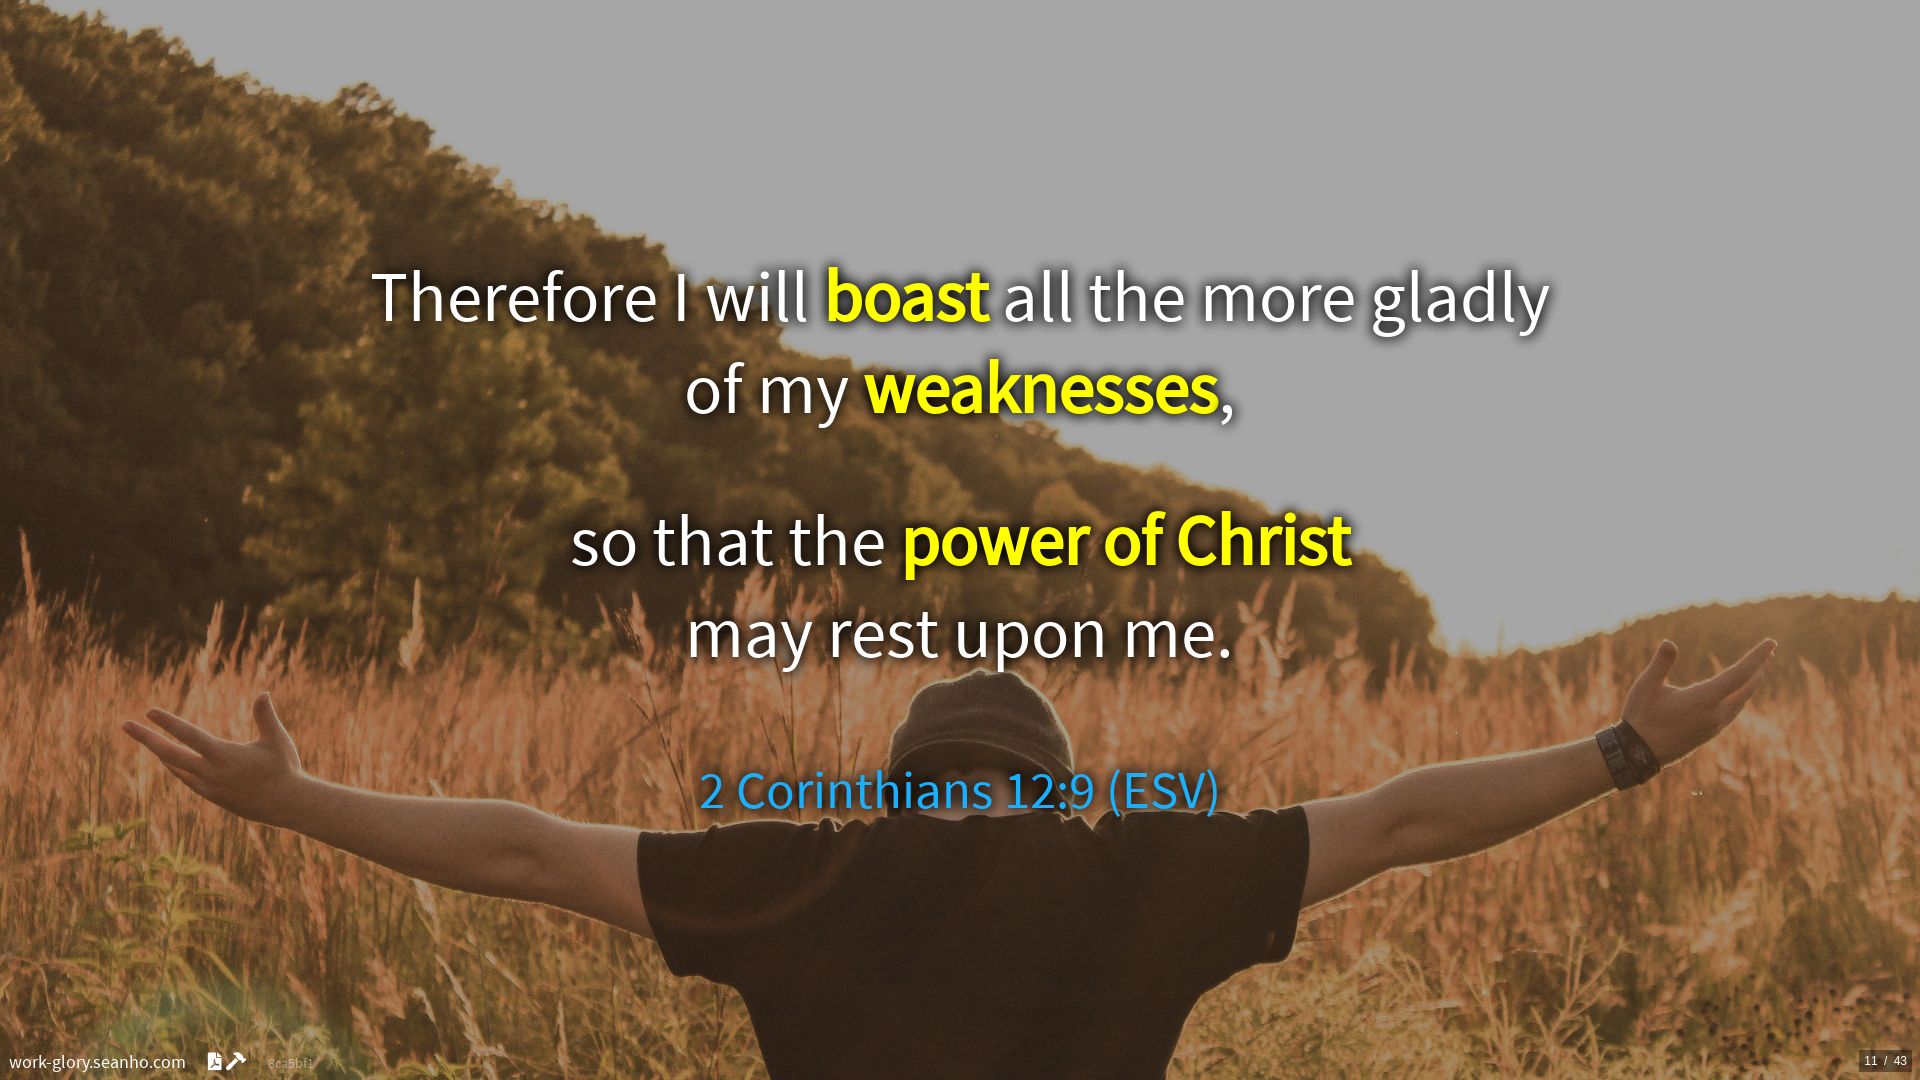 Therefore I will boast all the more gladly
of my weaknesses,
so that the power of Christ
may rest upon me.
2 Corinthians 12:9 (ESV)
work-glory.seanho.com
8ca5bf1
11 / 43